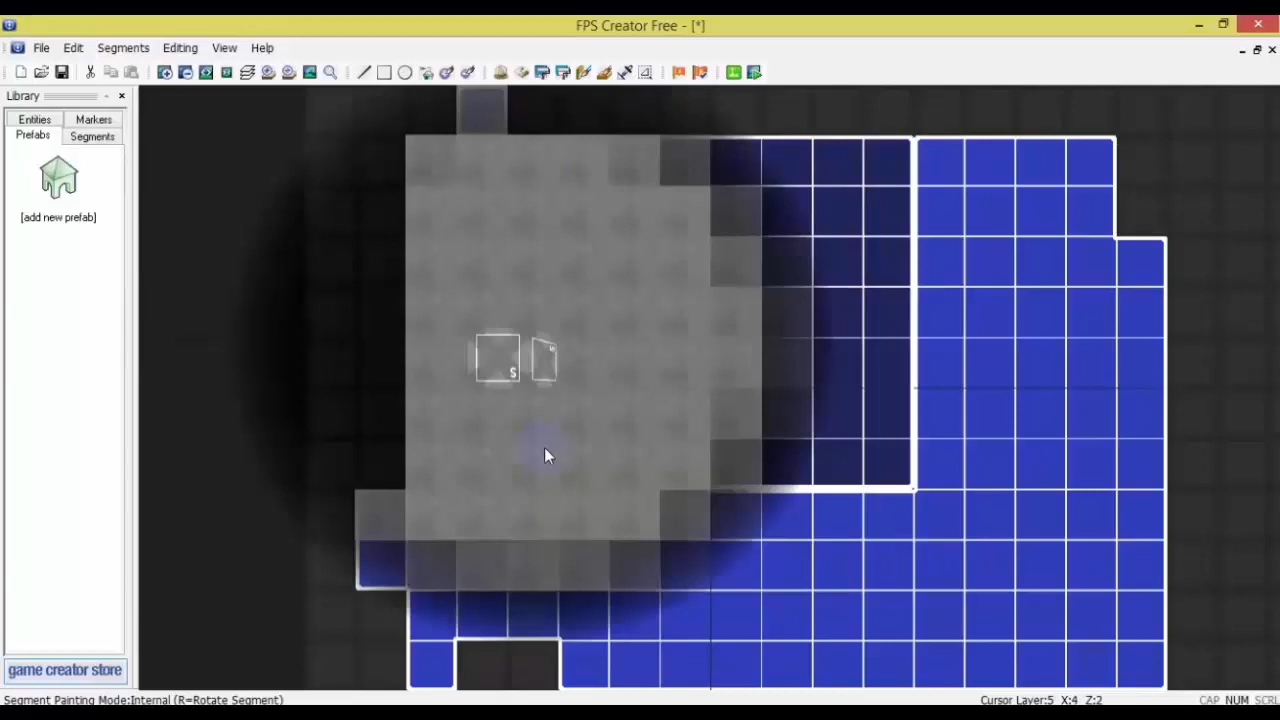 FPS Creator Free - [*]
File Edit Segments Editing View Help
Library
Entities Markers
Prefabs Segments
[add new prefab]
S
game creator store
Segment Painting Mode:Internal (R=Rotate Segment) Cursor Layer:5 X:4 Z:2 CAP NUM SCRL